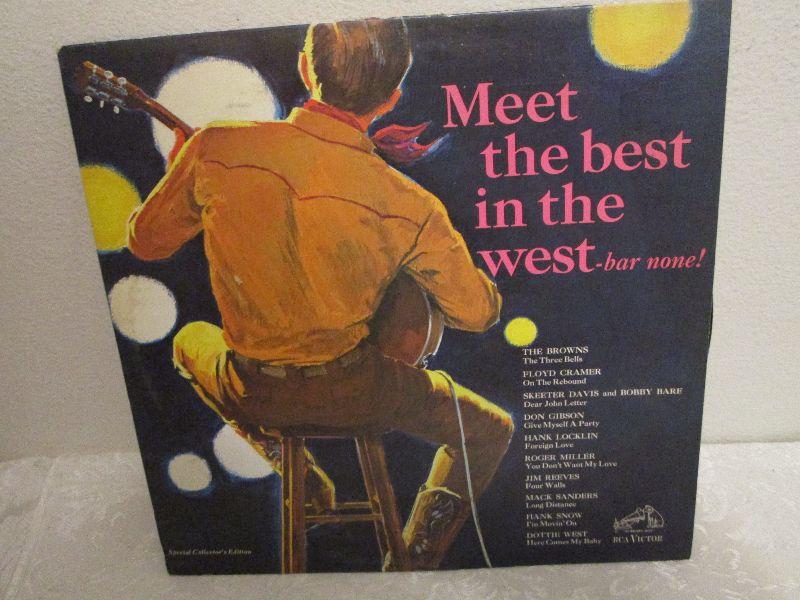 Meet
the best
in the
west-bar none!
THE BROWNS
The Three Bells
FLOYD CRAMER
On The Rebound
SKEETER DAVIS and BOBBY BARE
Dear John Letter
DON GIBSON
Give Myself A Party
HANK LOCKLIN
Foreign Love
ROGER MILLER
You Don't Want My Love
JIM REEVES
Four Walls
MACK SANDERS
Long Distance
HANK SNOW
I'm Movin' On
DOTTIE WEST
Here Comes My Baby
RCA VICTOR
Special Collector's Edition